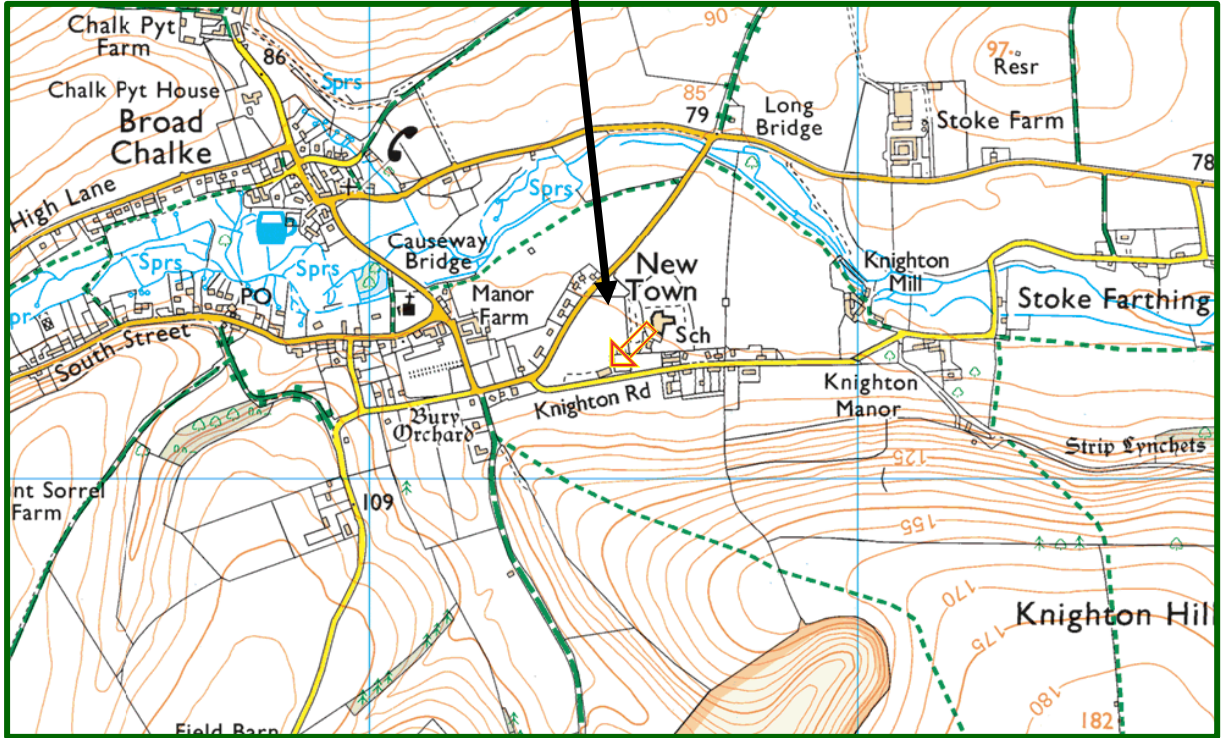 Chalk Pyt
Farm
86
Sprs
90
97
Resr
Chalk Pyt House
85
79
Long
Bridge
Stoke Farm
Broad
Chalke
78
High Lane
Sprs
Causeway
Bridge
New
Town
Knighton
Mill
Sprs
Sprs
PO
Manor
Farm
Stoke Farthing
Sch
South-Street
Knighton Rd
Knighton
Manor
Bury
Orchard
Strip Lynchets
125
nt Sorrel
Farm
109
155
170
175
Knighton Hil
180
182
Field Barn